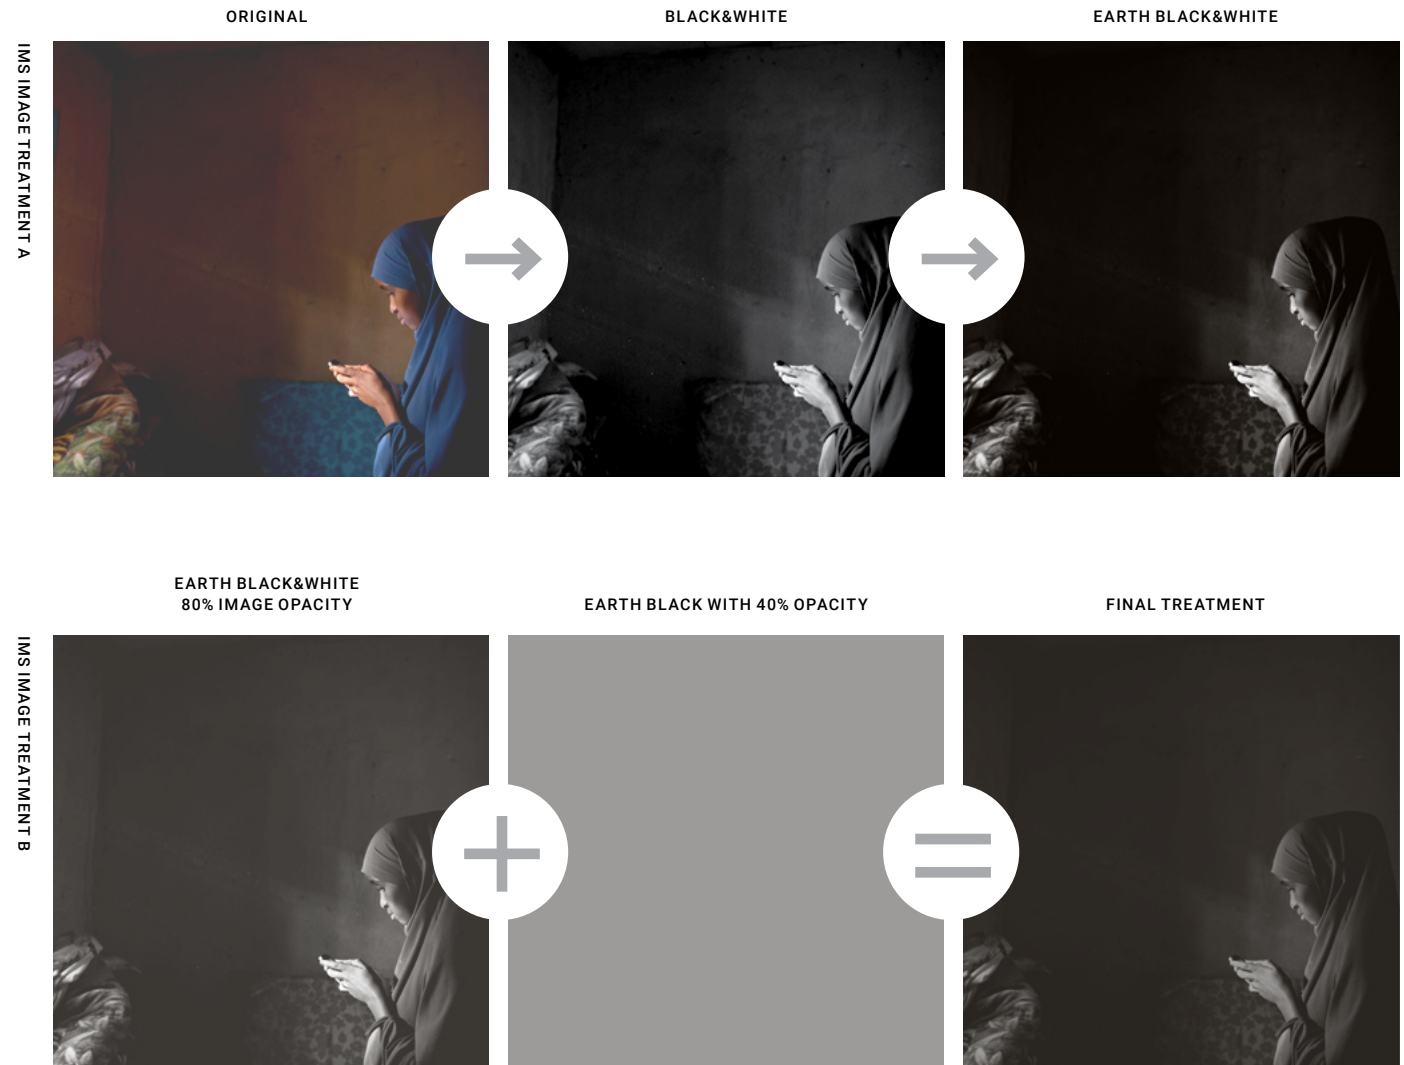 ORIGINAL
BLACK&WHITE
EARTH BLACK&WHITE
IMS IMAGE TREATMENT A
EARTH BLACK&WHITE
80% IMAGE OPACITY
EARTH BLACK WITH 40% OPACITY
FINAL TREATMENT
IMS IMAGE TREATMENT B